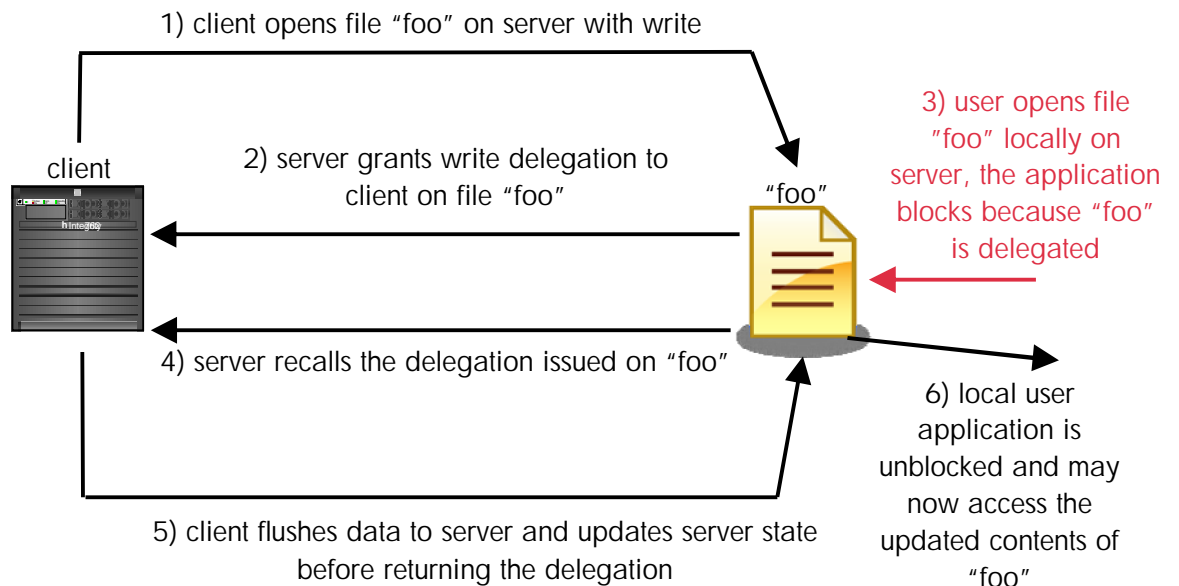 1) client opens file “foo” on server with write
3) user opens file
“foo” locally on
server, the application
blocks because “foo”
is delegated
client
2) server grants write delegation to
client on file “foo”
“foo”
4) server recalls the delegation issued on “foo”
5) client flushes data to server and updates server state
before returning the delegation
6) local user
application is
unblocked and may
now access the
updated contents of
“foo”